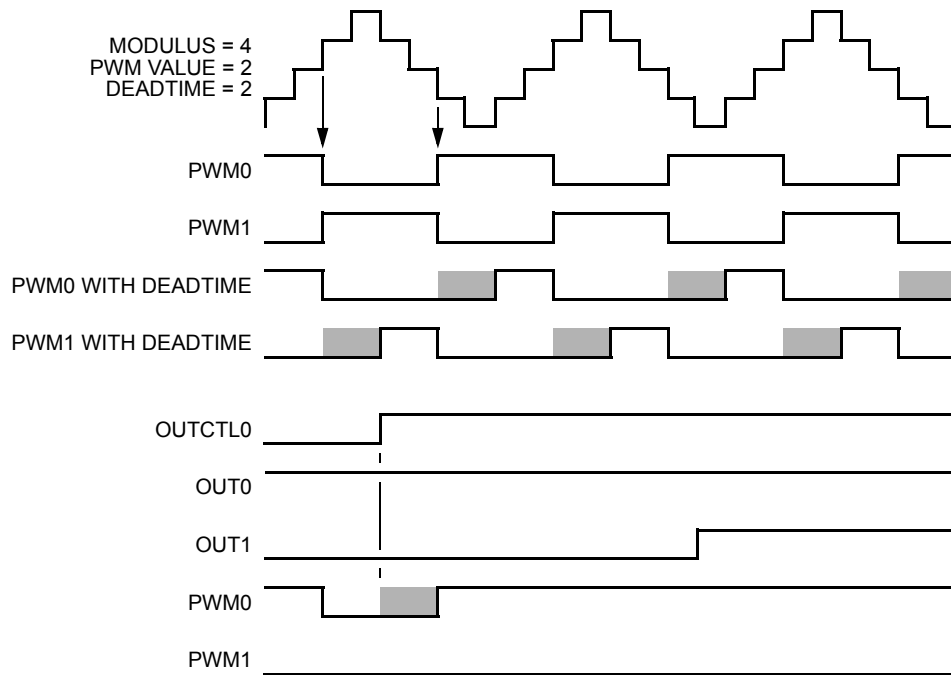 MODULUS = 4
PWM VALUE = 2
DEADTIME = 2
PWM0
PWM1
PWM0 WITH DEADTIME
PWM1 WITH DEADTIME
OUTCTL0
OUT0
OUT1
PWM0
PWM1